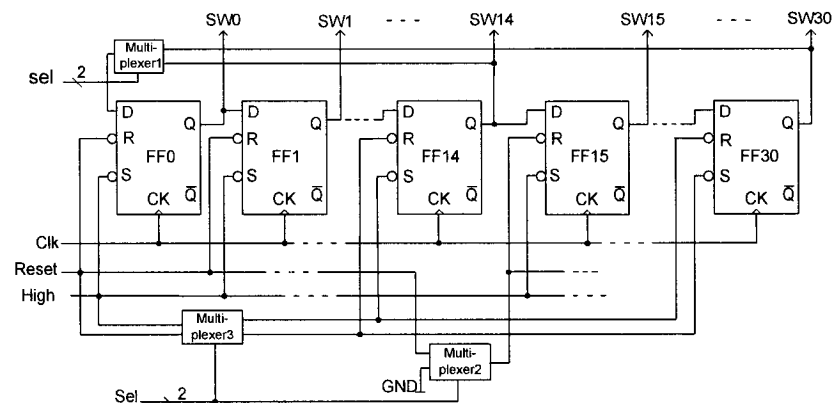 SW0 SW1 SW14 SW15 SW30
Multi-
plexer1
sel 2
D Q D Q D Q D Q D Q
R R R R R
FF0 FF1 FF14 FF15 FF30
S S S S S
CK Q CK Q CK Q CK Q CK Q
Clk
Reset
High
Multi-
plexer3
Multi-
plexer2
GND
Sel 2